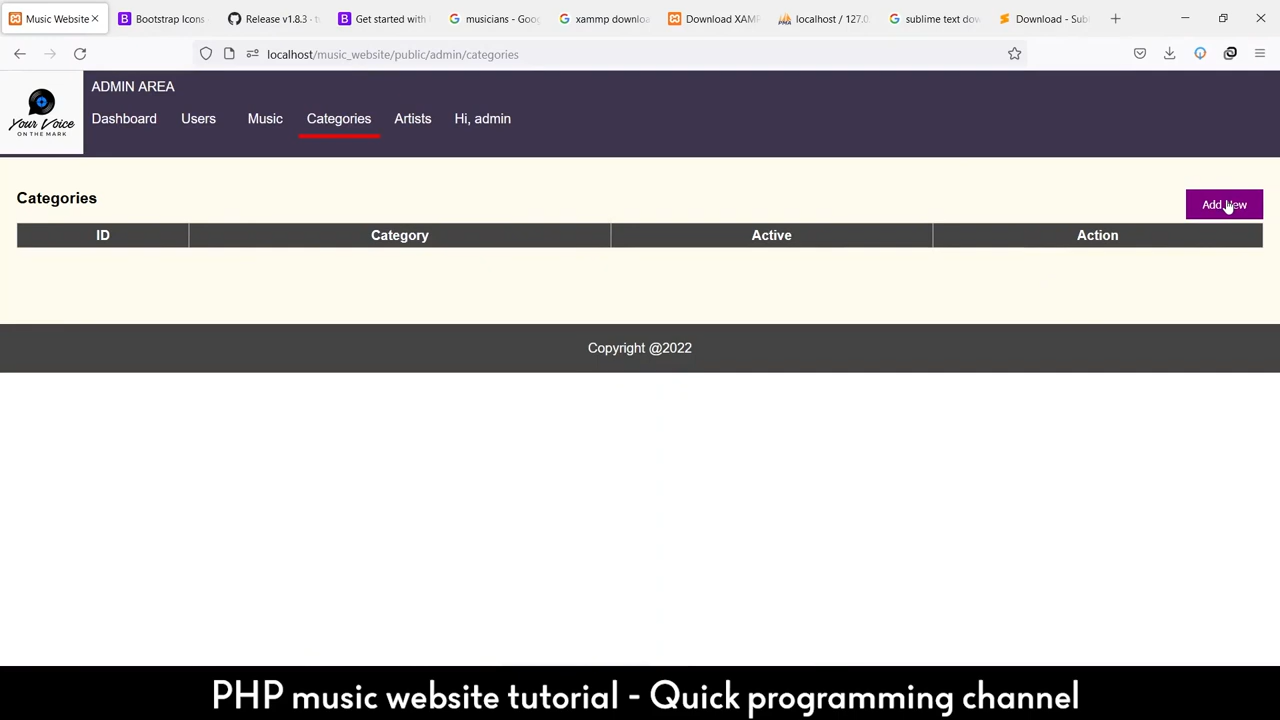 Music Website
Bootstrap Icons
Release v1.8.3 - t
Get started with
musicians - Goog
xammp downlo
Download XAM
localhost / 127.0
sublime text dow
Download - Sub
localhost/music_website/public/admin/categories
Your Voice
ON THE MARK
ADMIN AREA
Dashboard Users Music Categories Artists Hi, admin
Categories
Add New
ID Category Active Action
Copyright @2022
PHP music website tutorial - Quick programming channel